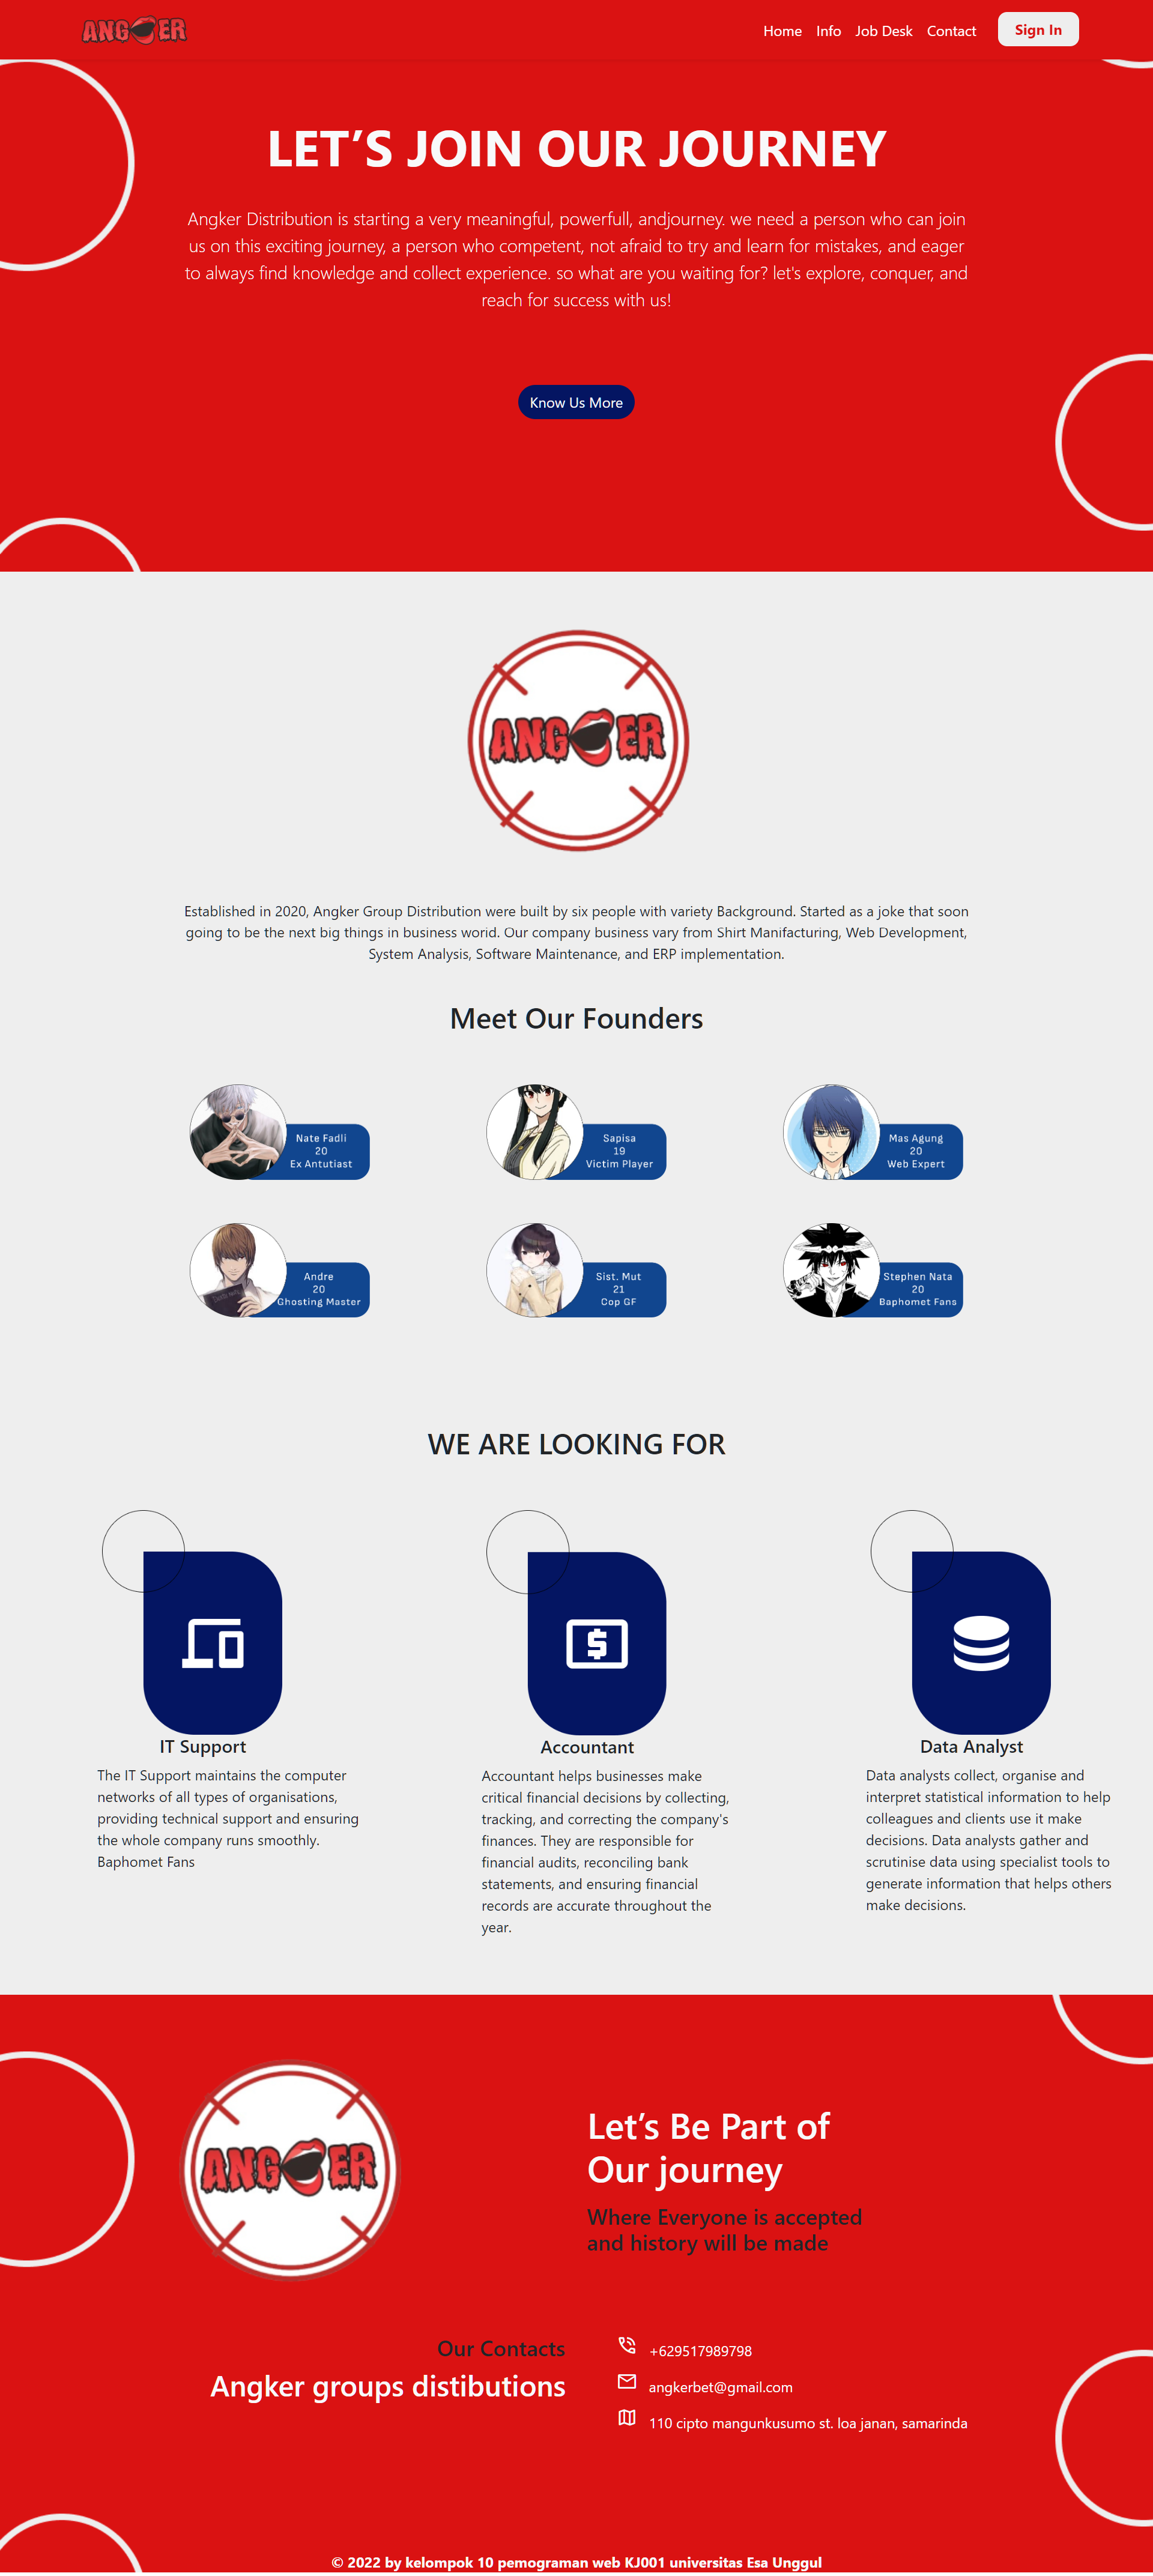 ANGKER
Home Info Job Desk Contact Sign In
LET’S JOIN OUR JOURNEY
Angker Distribution is starting a very meaningful, powerfull, andjourney. we need a person who can join
us on this exciting journey, a person who competent, not afraid to try and learn for mistakes, and eager
to always find knowledge and collect experience. so what are you waiting for? let's explore, conquer, and
reach for success with us!
Know Us More
ANGKER
Established in 2020, Angker Group Distribution were built by six people with variety Background. Started as a joke that soon
going to be the next big things in business world. Our company business vary from Shirt Manifacturing, Web Development,
System Analysis, Software Maintenance, and ERP implementation.
Meet Our Founders
Nate Fadli
20
Ex Antutiast
Sapisa
19
Victim Player
Mas Agung
20
Web Expert
Andre
20
Ghosting Master
Sist. Mut
21
Cop GF
Stephen Nata
20
Baphomet Fans
WE ARE LOOKING FOR
IT Support
The IT Support maintains the computer
networks of all types of organisations,
providing technical support and ensuring
the whole company runs smoothly.
Baphomet Fans
Accountant
Accountant helps businesses make
critical financial decisions by collecting,
tracking, and correcting the company's
finances. They are responsible for
financial audits, reconciling bank
statements, and ensuring financial
records are accurate throughout the
year.
Data Analyst
Data analysts collect, organise and
interpret statistical information to help
colleagues and clients use it make
decisions. Data analysts gather and
scrutinise data using specialist tools to
generate information that helps others
make decisions.
ANGKER
Let’s Be Part of
Our journey
Where Everyone is accepted
and history will be made
Our Contacts
Angker groups distibutions
+629517989798
angkerbet@gmail.com
110 cipto mangunkusumo st. loa janan, samarinda
© 2022 by kelompok 10 pemograman web KJ001 universitas Esa Unggul